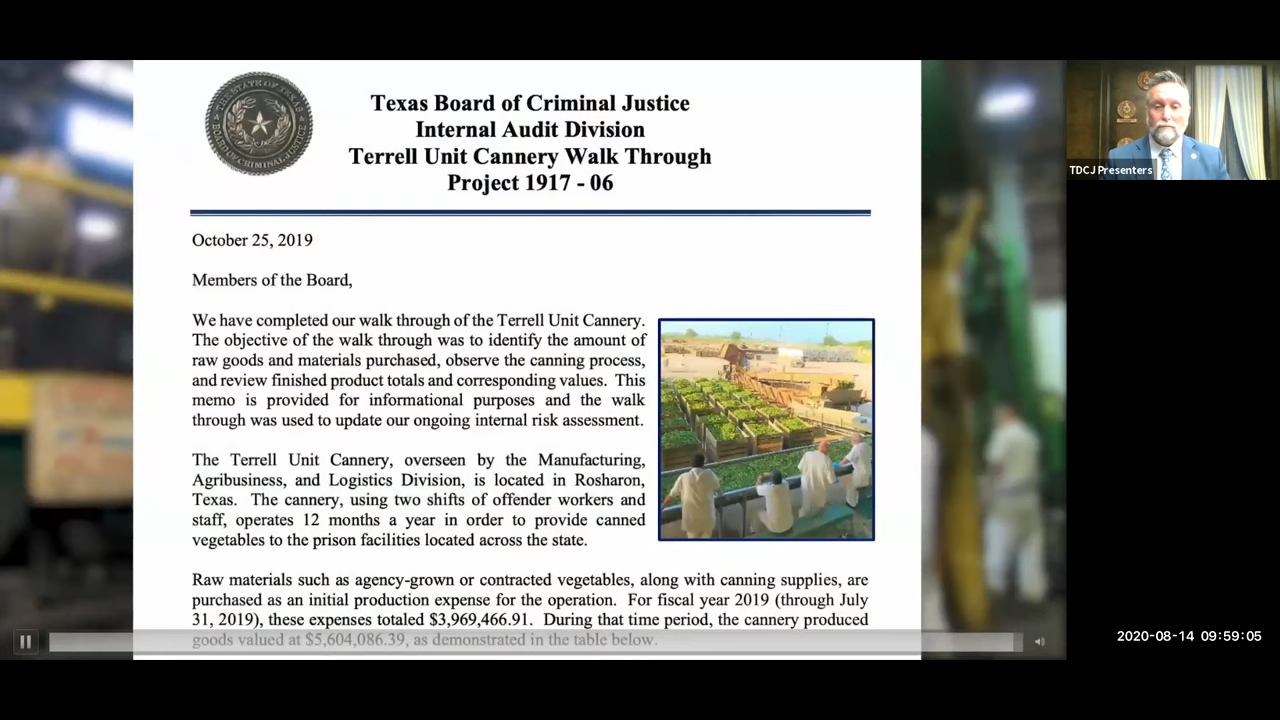 THE STATE OF TEXAS
BOARD OF CRIMINAL JUSTICE
Texas Board of Criminal Justice
Internal Audit Division
Terrell Unit Cannery Walk Through
Project 1917 - 06
October 25, 2019
Members of the Board,
We have completed our walk through of the Terrell Unit Cannery.
The objective of the walk through was to identify the amount of
raw goods and materials purchased, observe the canning process,
and review finished product totals and corresponding values. This
memo is provided for informational purposes and the walk
through was used to update our ongoing internal risk assessment.
The Terrell Unit Cannery, overseen by the Manufacturing,
Agribusiness, and Logistics Division, is located in Rosharon,
Texas. The cannery, using two shifts of offender workers and
staff, operates 12 months a year in order to provide canned
vegetables to the prison facilities located across the state.
Raw materials such as agency-grown or contracted vegetables, along with canning supplies, are
purchased as an initial production expense for the operation. For fiscal year 2019 (through July
31, 2019), these expenses totaled $3,969,466.91. During that time period, the cannery produced
goods valued at $5,604,086.39, as demonstrated in the table below.
TDCJ Presenters
2020-08-14 09:59:05